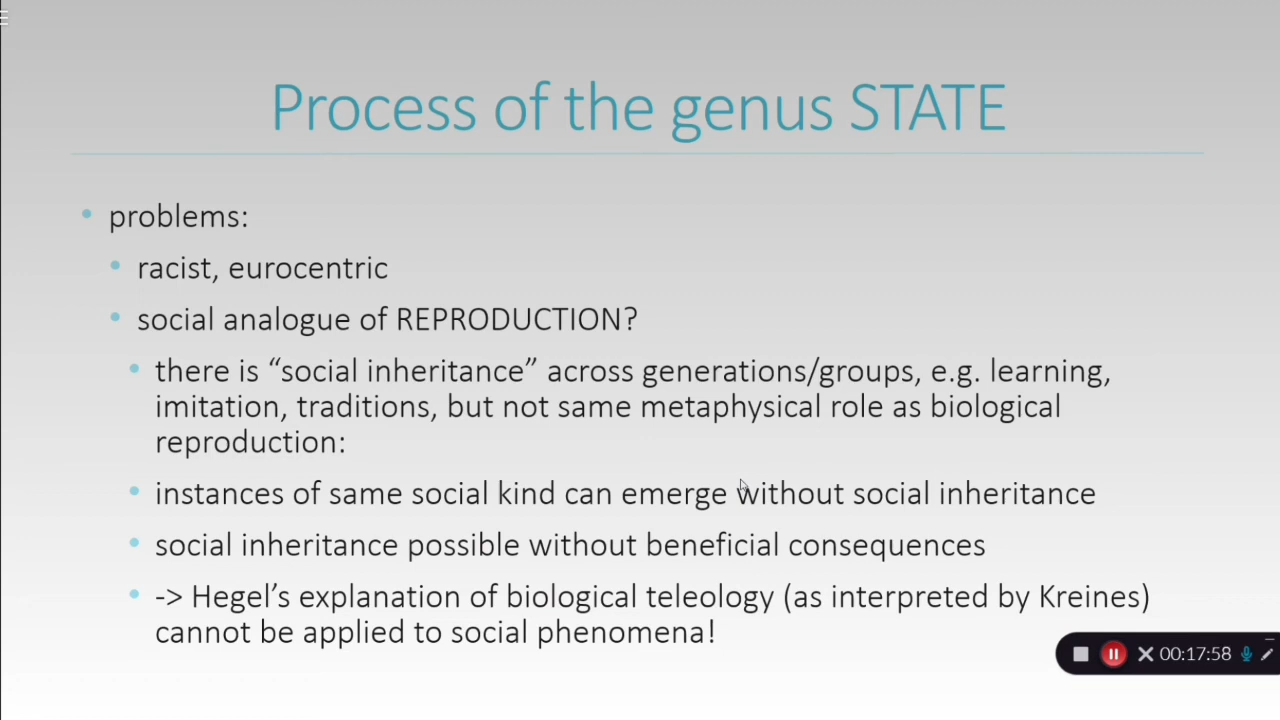 Process of the genus STATE
• problems:
• racist, eurocentric
• social analogue of REPRODUCTION?
• there is “social inheritance” across generations/groups, e.g. learning,
imitation, traditions, but not same metaphysical role as biological
reproduction:
• instances of same social kind can emerge without social inheritance
• social inheritance possible without beneficial consequences
• -> Hegel’s explanation of biological teleology (as interpreted by Kreines)
cannot be applied to social phenomena!
00:17:58